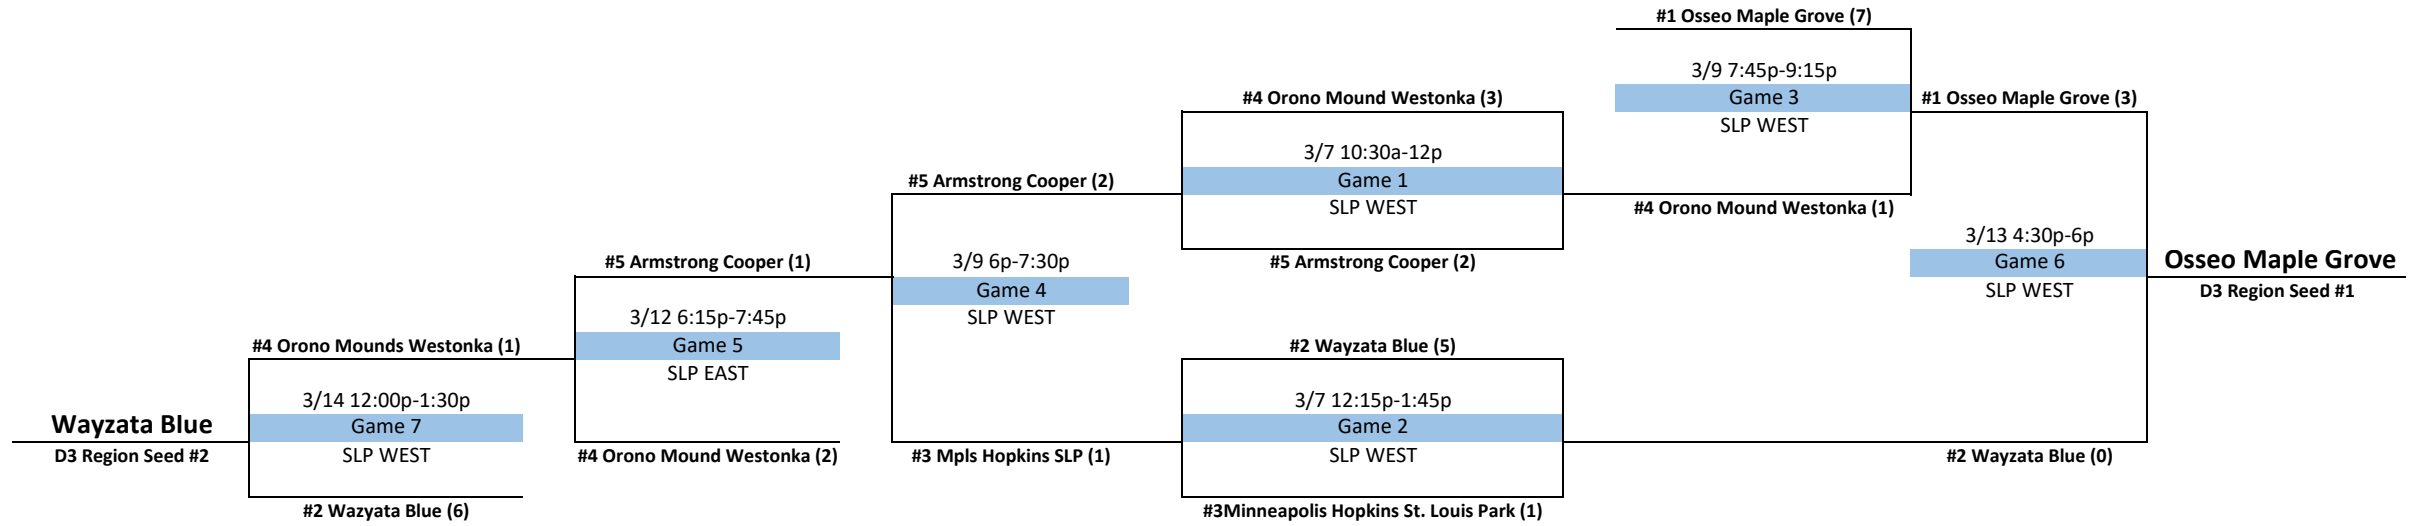 #1 Osseo Maple Grove (7)
3/9 7:45p-9:15p
#4 Orono Mound Westonka (3)
Game 3
#1 Osseo Maple Grove (3)
SLP WEST
3/7 10:30a-12p
#5 Armstrong Cooper (2)
Game 1
SLP WEST
#4 Orono Mound Westonka (1)
3/13 4:30p-6p
#5 Armstrong Cooper (1)
3/9 6p-7:30p
#5 Armstrong Cooper (2)
Game 6
Osseo Maple Grove
Game 4
SLP WEST
D3 Region Seed #1
3/12 6:15p-7:45p
SLP WEST
#4 Orono Mounds Westonka (1)
Game 5
#2 Wayzata Blue (5)
SLP EAST
3/14 12:00p-1:30p
3/7 12:15p-1:45p
Wayzata Blue
Game 7
Game 2
D3 Region Seed #2
SLP WEST
#4 Orono Mound Westonka (2)
#3 Mpls Hopkins SLP (1)
SLP WEST
#2 Wayzata Blue (0)
#2 Wazyata Blue (6)
#3Minneapolis Hopkins St. Louis Park (1)